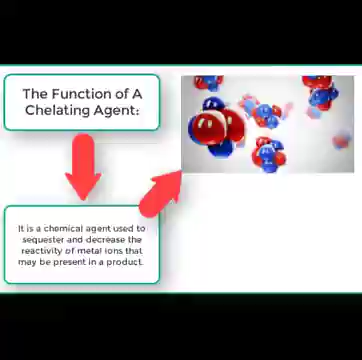 The Function of A
Chelating Agent:
It is a chemical agent used to
sequester and decrease the
reactivity of metal ions that
may be present in a product.